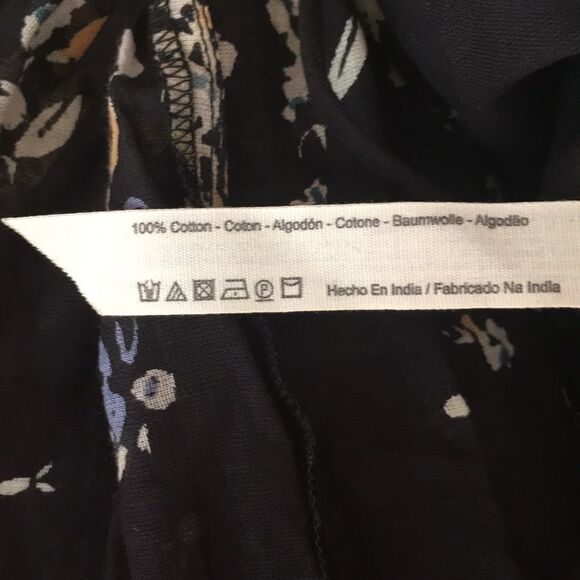 100% Cotton - Coton - Algodón - Cotone - Baumwolle - Algodão
Hecho En India / Fabricado Na India